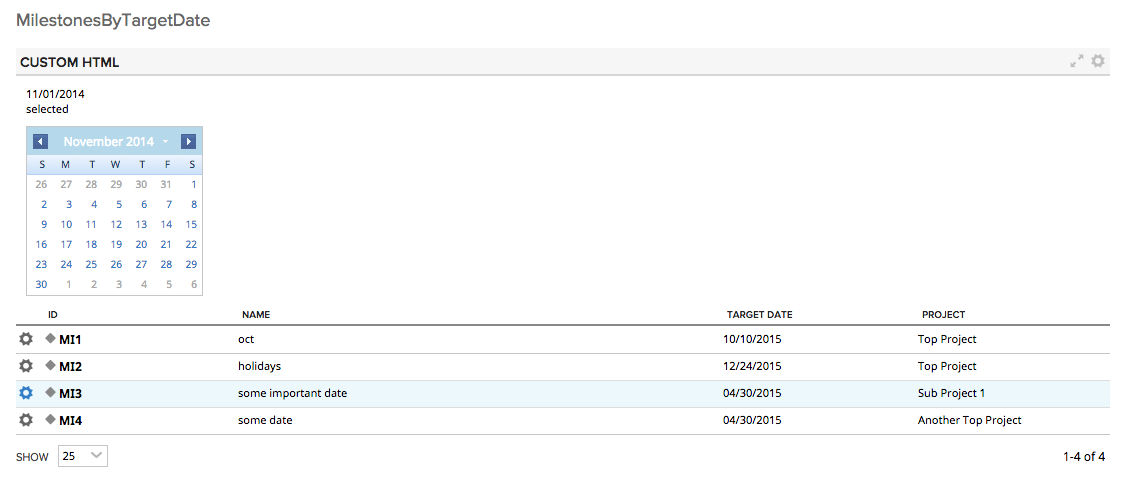 MilestonesByTargetDate
CUSTOM HTML
11/01/2014
selected
November 2014
S M T W T F S
26 27 28 29 30 31 1
2 3 4 5 6 7 8
9 10 11 12 13 14 15
16 17 18 19 20 21 22
23 24 25 26 27 28 29
30 1 2 3 4 5 6
ID NAME TARGET DATE PROJECT
MI1 oct 10/10/2015 Top Project
MI2 holidays 12/24/2015 Top Project
MI3 some important date 04/30/2015 Sub Project 1
MI4 some date 04/30/2015 Another Top Project
SHOW 25 1-4 of 4